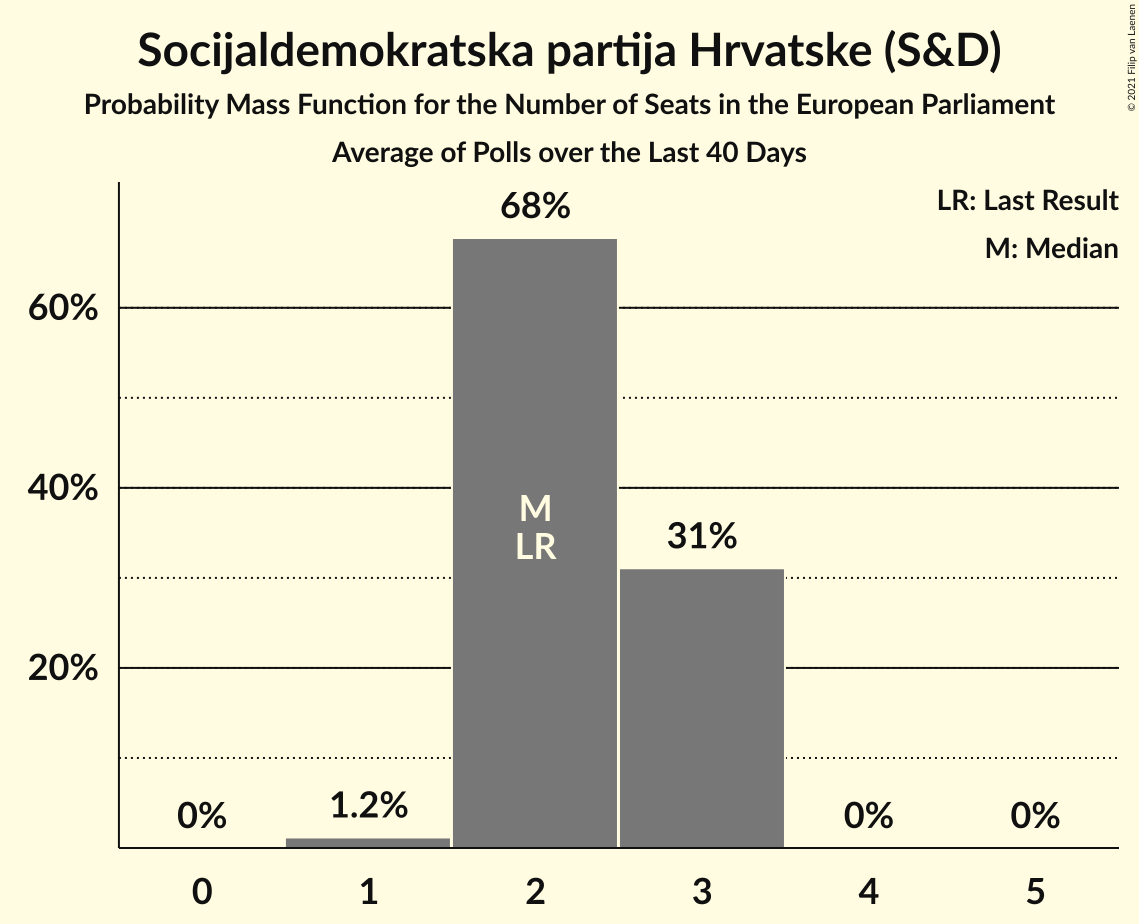 Socijaldemokratska partija Hrvatske (S&D)
Probability Mass Function for the Number of Seats in the European Parliament
Average of Polls over the Last 40 Days
© 2021 Filip van Laenen
LR: Last Result
M: Median
68%
60%
40%
M
LR
31%
20%
0%
1.2%
0%
0%
0
1
2
3
4
5